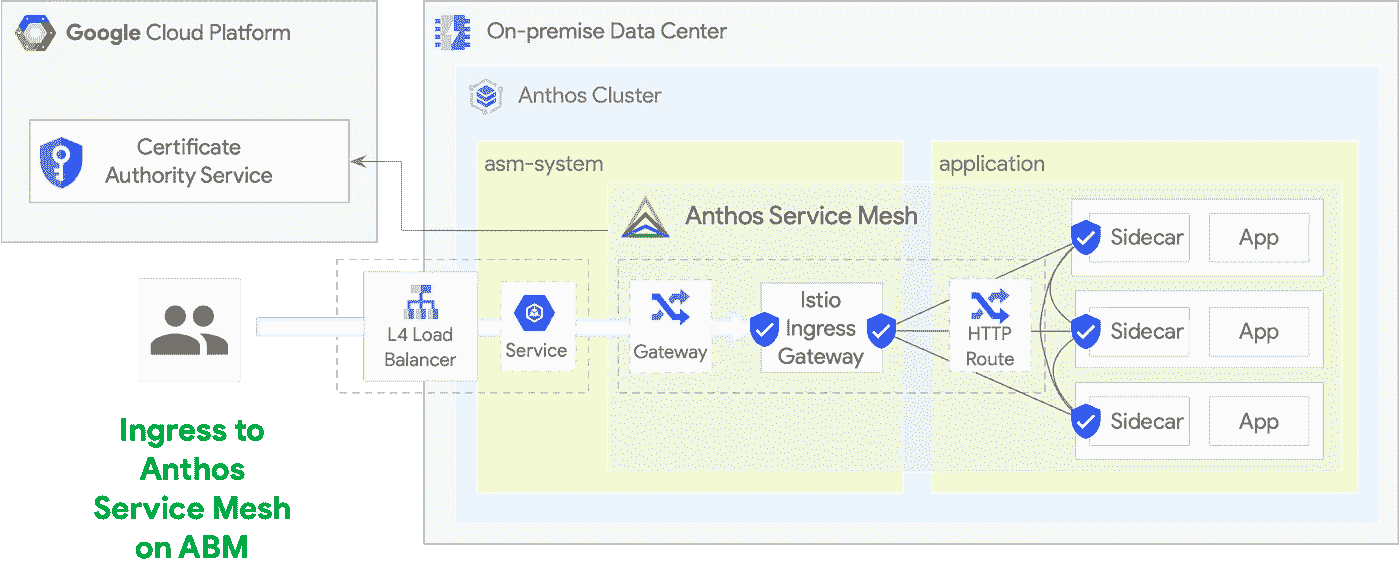 Google Cloud Platform
Certificate
Authority Service
On-premise Data Center
Anthos Cluster
asm-system
application
Anthos Service Mesh
L4 Load
Balancer
Service
Gateway
Istio
Ingress
Gateway
HTTP
Route
Sidecar
App
Sidecar
App
Sidecar
App
Ingress to
Anthos
Service Mesh
on ABM